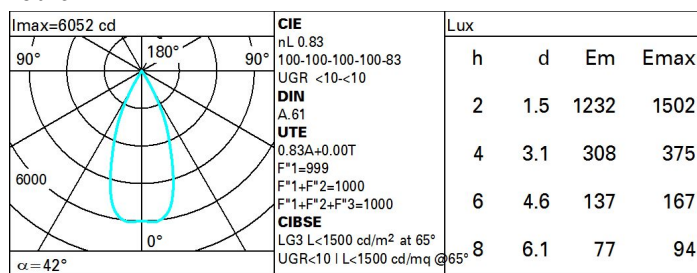 Imax=6052 cd
90°
180°
90°
6000
0°
α=42°
CIE
nL 0.83
100-100-100-100-83
UGR <10-<10
DIN
A.61
UTE
0.83A+0.00T
F"1=999
F"1+F"2=1000
F"1+F"2+F"3=1000
CIBSE
LG3 L<1500 cd/m² at 65°
UGR<10 | L<1500 cd/mq @65°
Lux
h d Em Emax
2 1.5 1232 1502
4 3.1 308 375
6 4.6 137 167
8 6.1 77 94